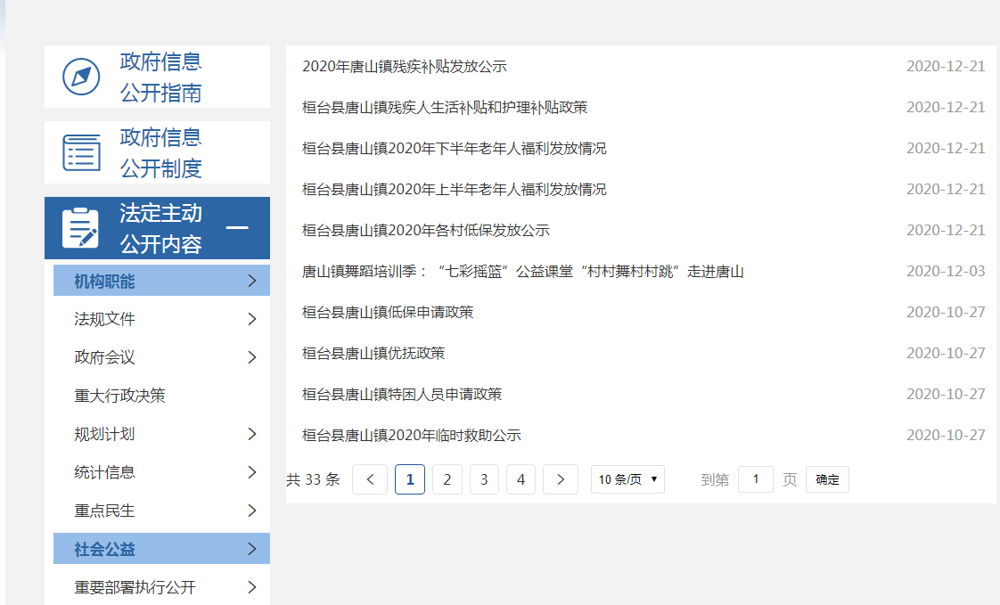 政府信息
公开指南
政府信息
公开制度
法定主动
公开内容
机构职能
法规文件
政府会议
重大行政决策
规划计划
统计信息
重点民生
社会公益
重要部署执行公开
2020年唐山镇残疾补贴发放公示 2020-12-21
桓台县唐山镇残疾人生活补贴和护理补贴政策 2020-12-21
桓台县唐山镇2020年下半年老年人福利发放情况 2020-12-21
桓台县唐山镇2020年上半年老年人福利发放情况 2020-12-21
桓台县唐山镇2020年各村低保发放公示 2020-12-21
唐山镇舞蹈培训季：“七彩摇篮”公益课堂“村村舞村村跳”走进唐山 2020-12-03
桓台县唐山镇低保申请政策 2020-10-27
桓台县唐山镇优抚政策 2020-10-27
桓台县唐山镇特困人员申请政策 2020-10-27
桓台县唐山镇2020年临时救助公示 2020-10-27
共 33 条 < 1 2 3 4 > 10 条/页 到第 1 页 确定